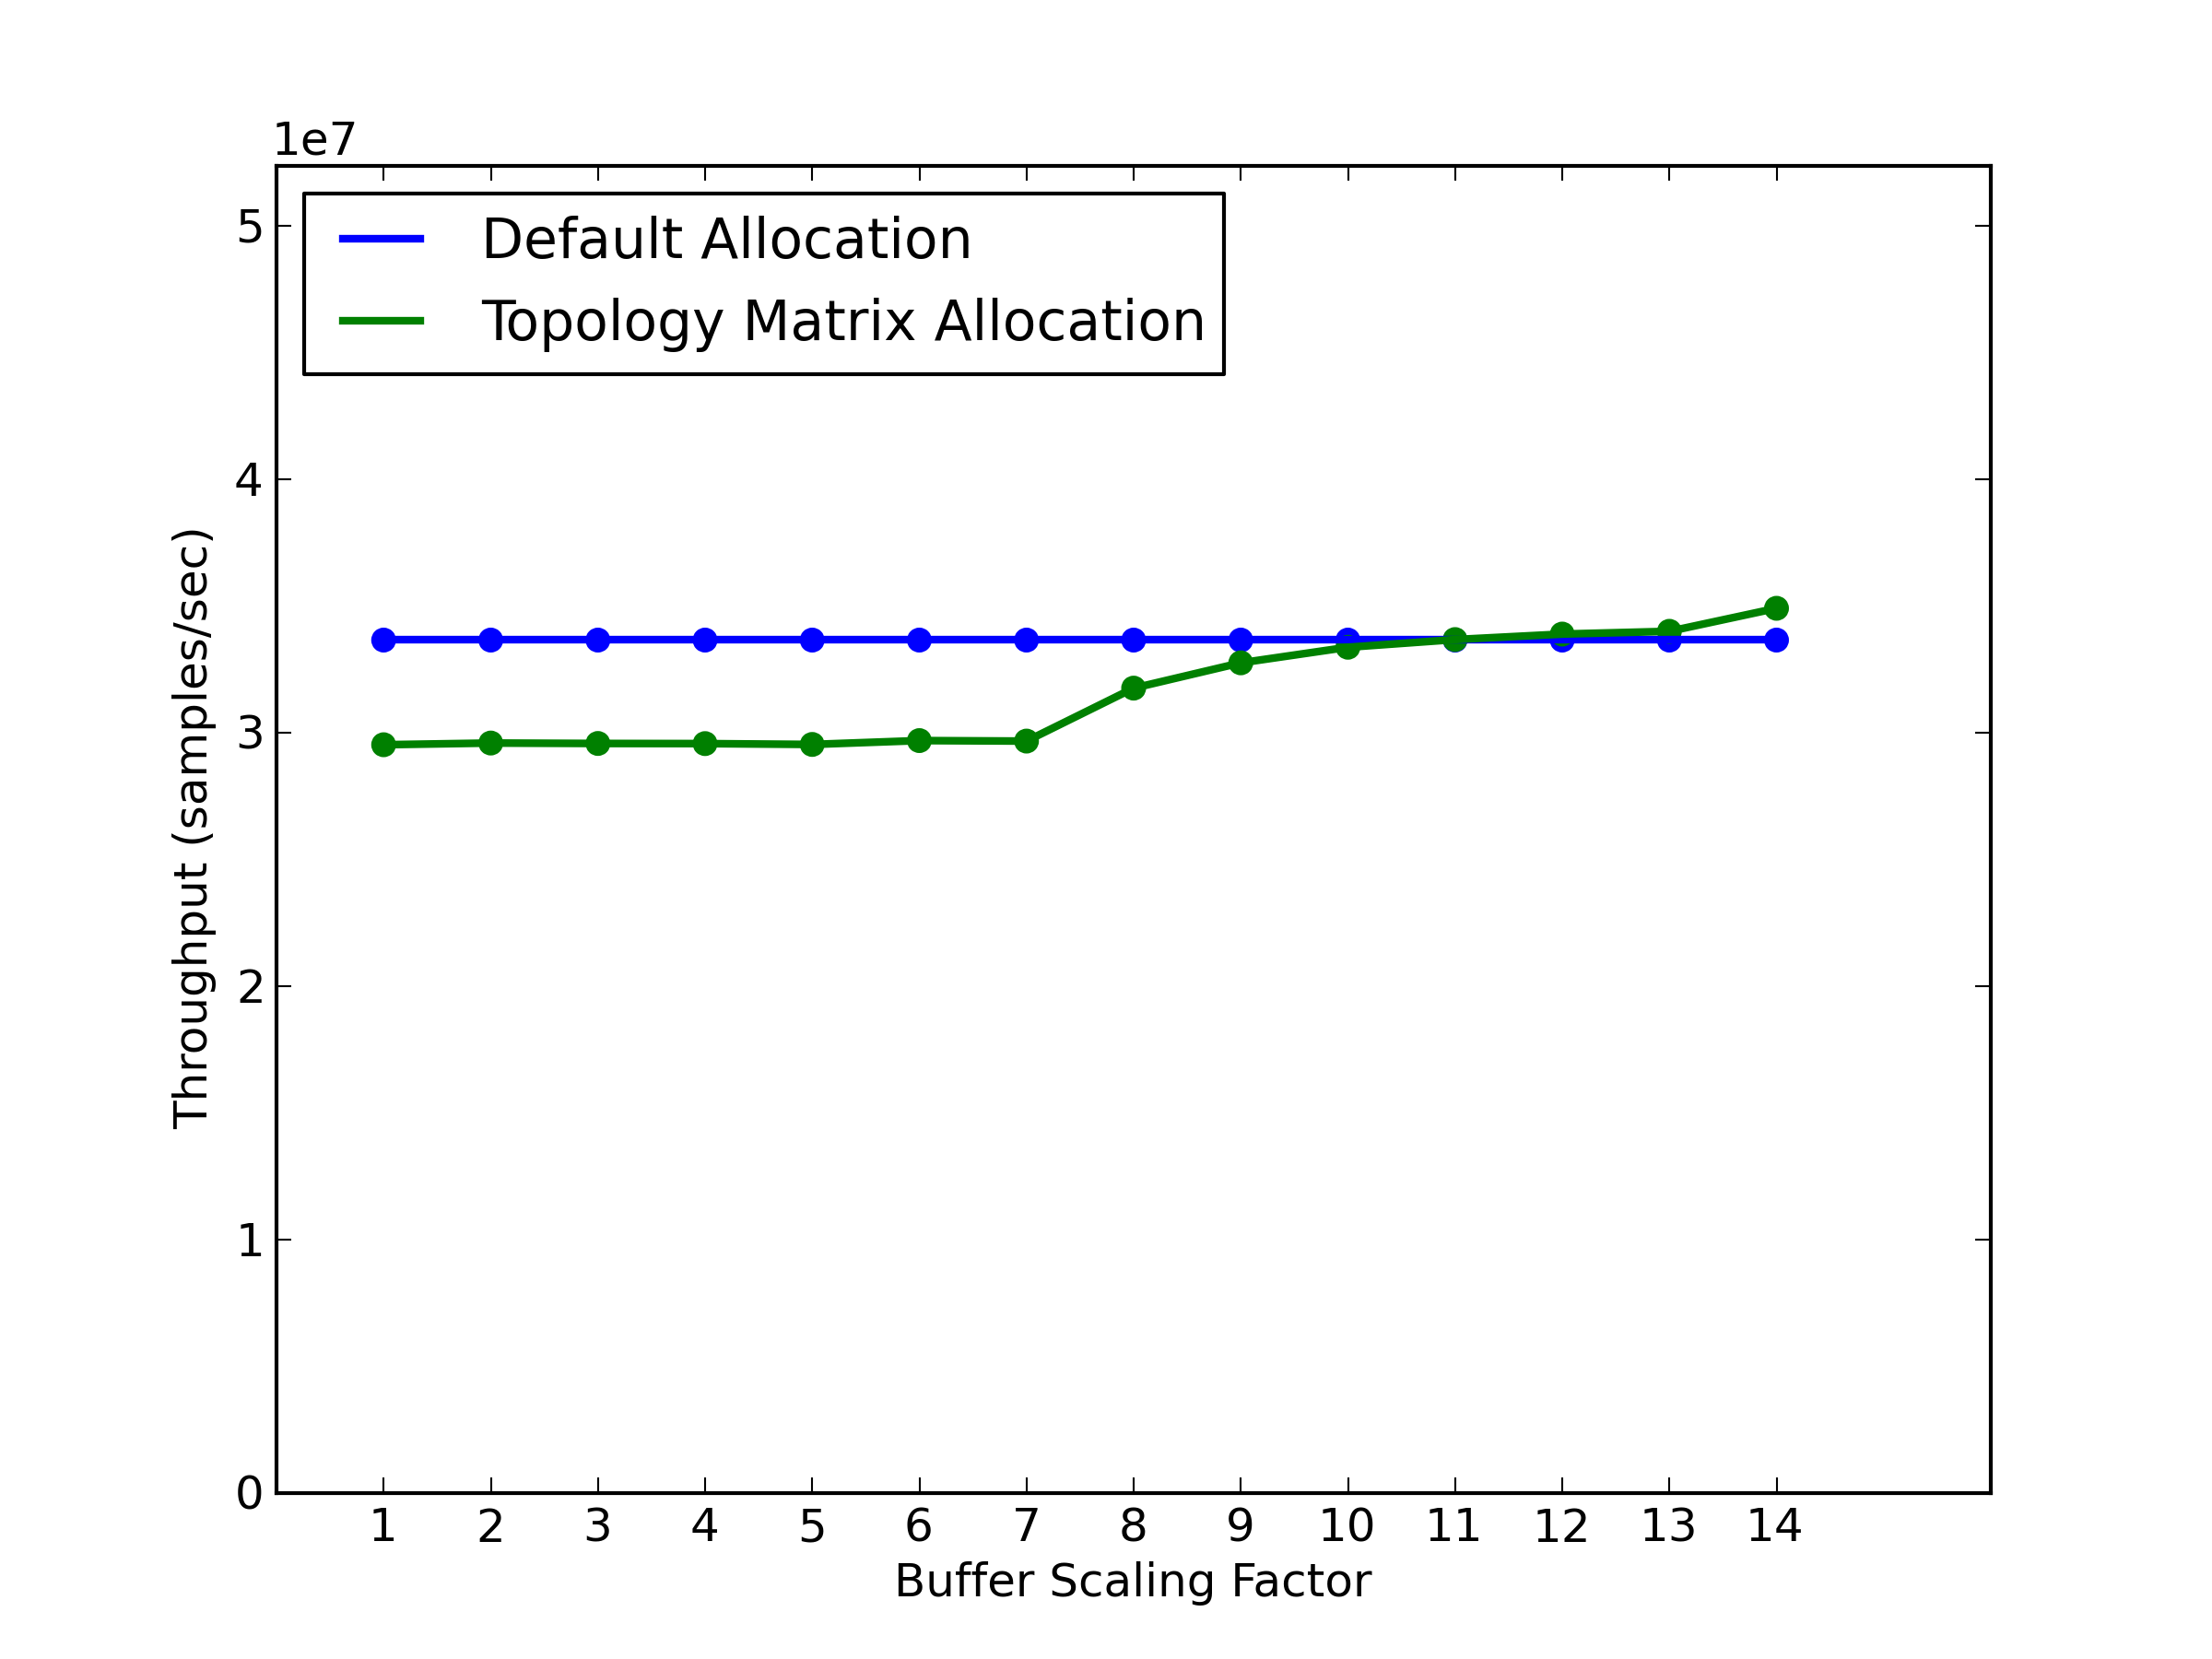 1e7
Default Allocation
Topology Matrix Allocation
5
4
3
2
1
0
Throughput (samples/sec)
1 2 3 4 5 6 7 8 9 10 11 12 13 14
Buffer Scaling Factor